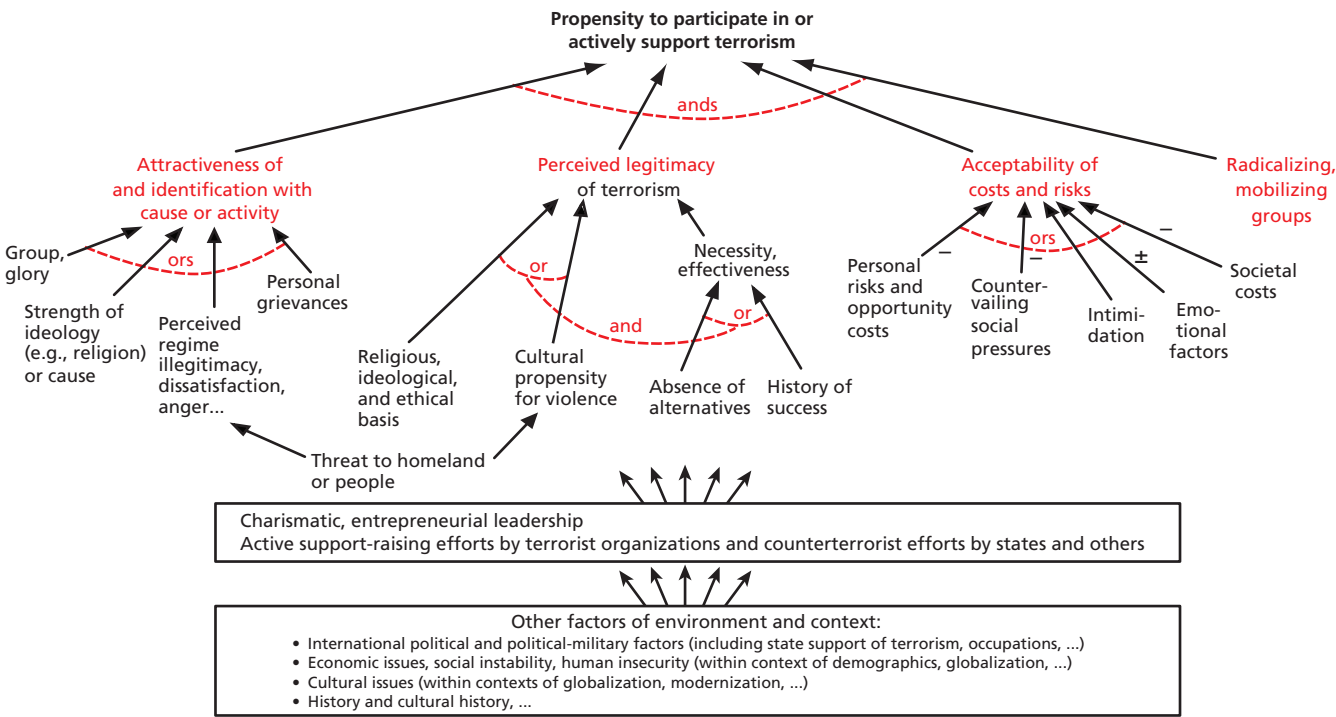 Propensity to participate in or
actively support terrorism
ands
Attractiveness of
and identification with
cause or activity
Perceived legitimacy
of terrorism
Acceptability of
costs and risks
Radicalizing,
mobilizing
groups
Group,
glory
ors
Personal
grievances
Strength of
ideology
(e.g., religion)
or cause
Perceived
regime
illegitimacy,
dissatisfaction,
anger...
or
and
Religious,
ideological,
and ethical
basis
Cultural
propensity
for violence
Necessity,
effectiveness
or
Absence of
alternatives
History of
success
ors
–
–
±
–
Personal
risks and
opportunity
costs
Counter-
vailing
social
pressures
Intimi-
dation
Emo-
tional
factors
Societal
costs
Threat to homeland
or people
Charismatic, entrepreneurial leadership
Active support-raising efforts by terrorist organizations and counterterrorist efforts by states and others
Other factors of environment and context:
• International political and political-military factors (including state support of terrorism, occupations, ...)
• Economic issues, social instability, human insecurity (within context of demographics, globalization, ...)
• Cultural issues (within contexts of globalization, modernization, ...)
• History and cultural history, ...